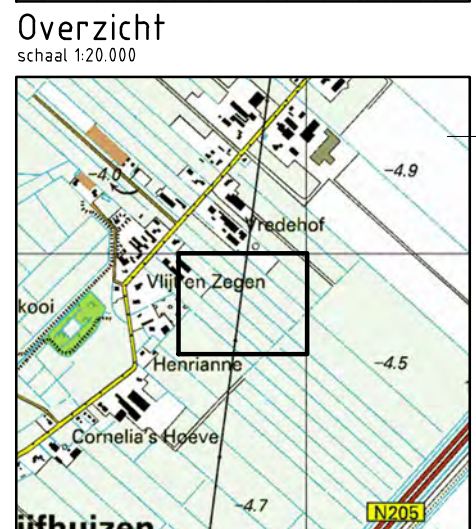 Overzicht
schaal 1:20.000
-4.0
-4.9
Vredehof
Vlijt en Zegen
kooi
Henrianne
-4.5
Cornelia's Hoeve
-4.7
N205
ijfhuizen